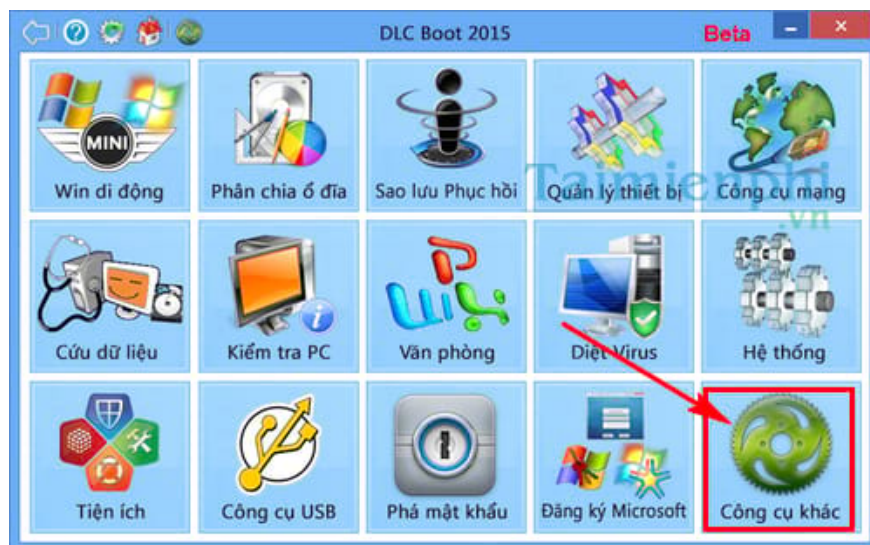 DLC Boot 2015
Beta
MINI
Win di động
Phân chia ổ đĩa
Sao lưu Phục hồi
Quản lý thiết bị
Công cụ mạng
Taimienphi
.vn
Cứu dữ liệu
Kiểm tra PC
Văn phòng
Diệt Virus
Hệ thống
Tiện ích
Công cụ USB
Phá mật khẩu
Đăng ký Microsoft
Công cụ khác